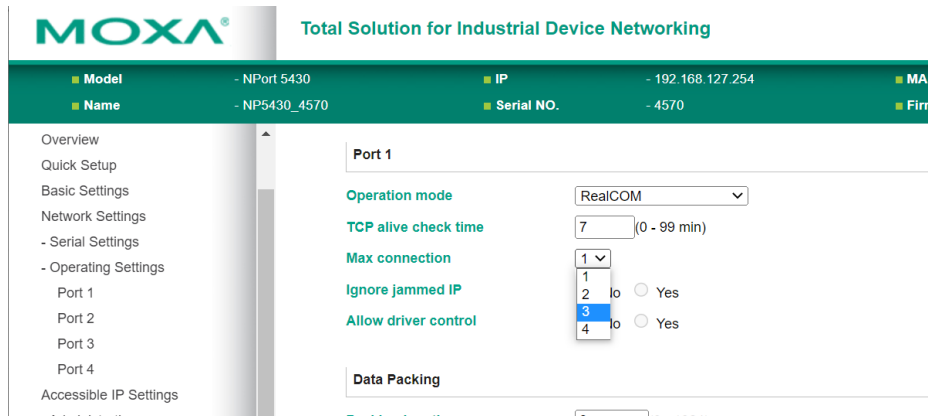 MOXA®
Total Solution for Industrial Device Networking
Model - NPort 5430 IP - 192.168.127.254 MA
Name - NP5430_4570 Serial NO. - 4570 Fir
Overview
Quick Setup
Basic Settings
Network Settings
- Serial Settings
- Operating Settings
Port 1
Port 2
Port 3
Port 4
Accessible IP Settings
Port 1
Operation mode RealCOM
TCP alive check time 7 (0 - 99 min)
Max connection 1
1
2
3
4
Ignore jammed IP Yes
Allow driver control Yes
Data Packing